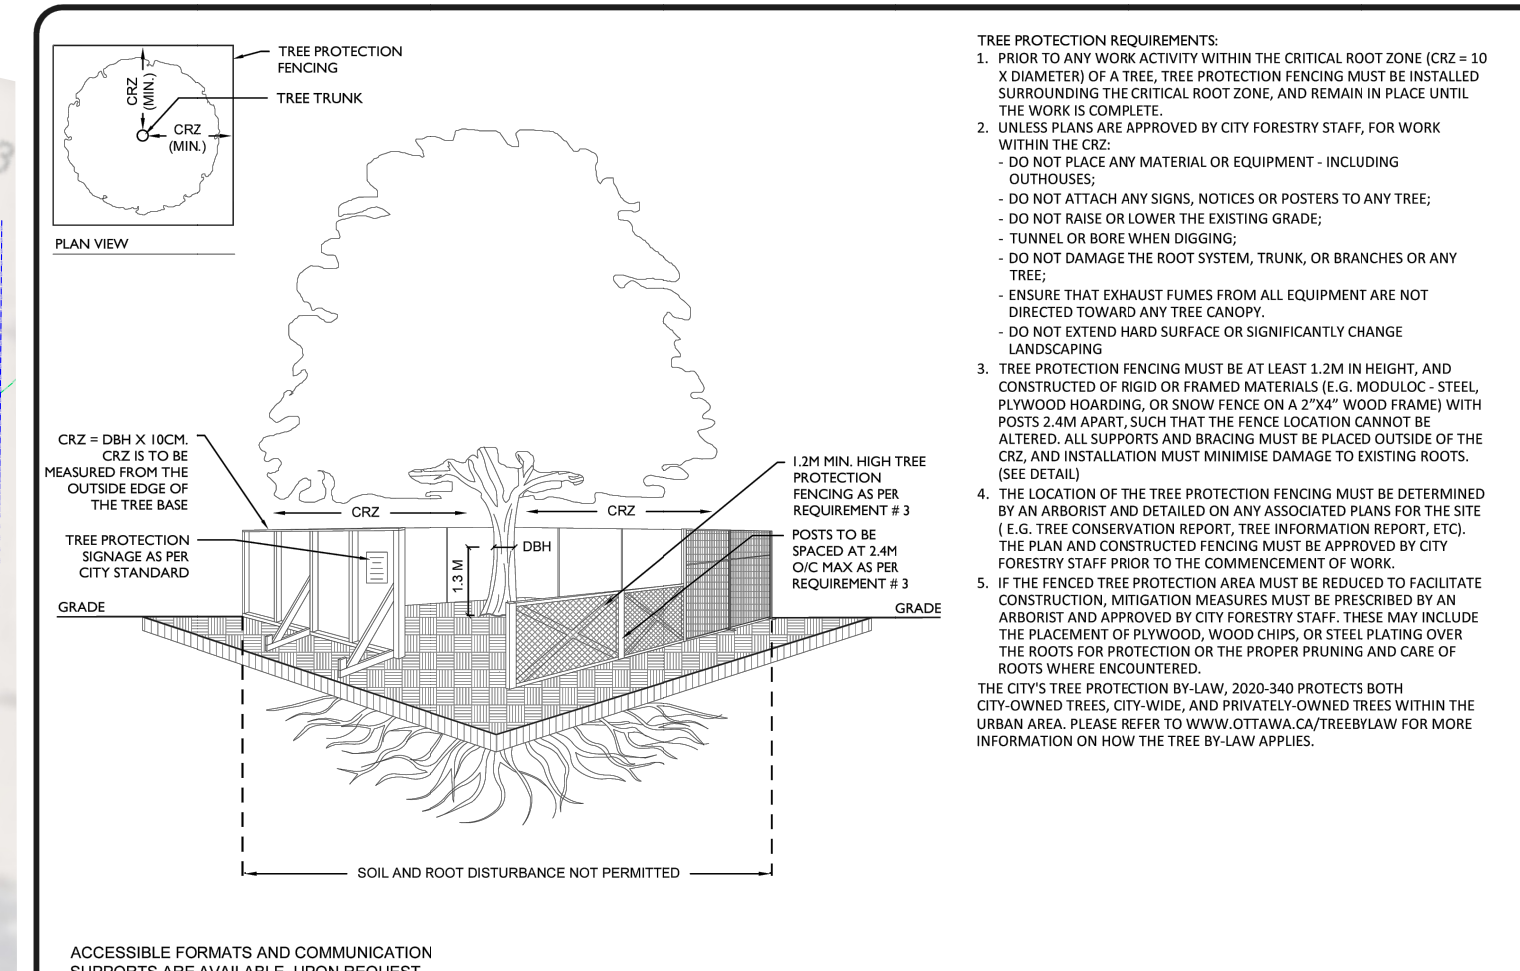 TREE PROTECTION
FENCING
TREE TRUNK
CRZ
(MIN.)
CRZ
(MIN.)
PLAN VIEW
CRZ = DBH X 10CM.
CRZ IS TO BE
MEASURED FROM THE
OUTSIDE EDGE OF
THE TREE BASE
TREE PROTECTION
SIGNAGE AS PER
CITY STANDARD
GRADE
CRZ
CRZ
DBH
1.3 M
1.2M MIN. HIGH TREE
PROTECTION
FENCING AS PER
REQUIREMENT # 3
POSTS TO BE
SPACED AT 2.4M
O/C MAX AS PER
REQUIREMENT # 3
GRADE
SOIL AND ROOT DISTURBANCE NOT PERMITTED
ACCESSIBLE FORMATS AND COMMUNICATION
SUPPORTS ARE AVAILABLE, UPON REQUEST
TREE PROTECTION REQUIREMENTS:
1. PRIOR TO ANY WORK ACTIVITY WITHIN THE CRITICAL ROOT ZONE (CRZ = 10
X DIAMETER) OF A TREE, TREE PROTECTION FENCING MUST BE INSTALLED
SURROUNDING THE CRITICAL ROOT ZONE, AND REMAIN IN PLACE UNTIL
THE WORK IS COMPLETE.
2. UNLESS PLANS ARE APPROVED BY CITY FORESTRY STAFF, FOR WORK
WITHIN THE CRZ:
- DO NOT PLACE ANY MATERIAL OR EQUIPMENT - INCLUDING
OUTHOUSES;
- DO NOT ATTACH ANY SIGNS, NOTICES OR POSTERS TO ANY TREE;
- DO NOT RAISE OR LOWER THE EXISTING GRADE;
- TUNNEL OR BORE WHEN DIGGING;
- DO NOT DAMAGE THE ROOT SYSTEM, TRUNK, OR BRANCHES OR ANY
TREE;
- ENSURE THAT EXHAUST FUMES FROM ALL EQUIPMENT ARE NOT
DIRECTED TOWARD ANY TREE CANOPY.
- DO NOT EXTEND HARD SURFACE OR SIGNIFICANTLY CHANGE
LANDSCAPING
3. TREE PROTECTION FENCING MUST BE AT LEAST 1.2M IN HEIGHT, AND
CONSTRUCTED OF RIGID OR FRAMED MATERIALS (E.G. MODULOC - STEEL,
PLYWOOD HOARDING, OR SNOW FENCE ON A 2”X4” WOOD FRAME) WITH
POSTS 2.4M APART, SUCH THAT THE FENCE LOCATION CANNOT BE
ALTERED. ALL SUPPORTS AND BRACING MUST BE PLACED OUTSIDE OF THE
CRZ, AND INSTALLATION MUST MINIMISE DAMAGE TO EXISTING ROOTS.
(SEE DETAIL)
4. THE LOCATION OF THE TREE PROTECTION FENCING MUST BE DETERMINED
BY AN ARBORIST AND DETAILED ON ANY ASSOCIATED PLANS FOR THE SITE
( E.G. TREE CONSERVATION REPORT, TREE INFORMATION REPORT, ETC).
THE PLAN AND CONSTRUCTED FENCING MUST BE APPROVED BY CITY
FORESTRY STAFF PRIOR TO THE COMMENCEMENT OF WORK.
5. IF THE FENCED TREE PROTECTION AREA MUST BE REDUCED TO FACILITATE
CONSTRUCTION, MITIGATION MEASURES MUST BE PRESCRIBED BY AN
ARBORIST AND APPROVED BY CITY FORESTRY STAFF. THESE MAY INCLUDE
THE PLACEMENT OF PLYWOOD, WOOD CHIPS, OR STEEL PLATING OVER
THE ROOTS FOR PROTECTION OR THE PROPER PRUNING AND CARE OF
ROOTS WHERE ENCOUNTERED.
THE CITY'S TREE PROTECTION BY-LAW, 2020-340 PROTECTS BOTH
CITY-OWNED TREES, CITY-WIDE, AND PRIVATELY-OWNED TREES WITHIN THE
URBAN AREA. PLEASE REFER TO WWW.OTTAWA.CA/TREEBYLAW FOR MORE
INFORMATION ON HOW THE TREE BY-LAW APPLIES.